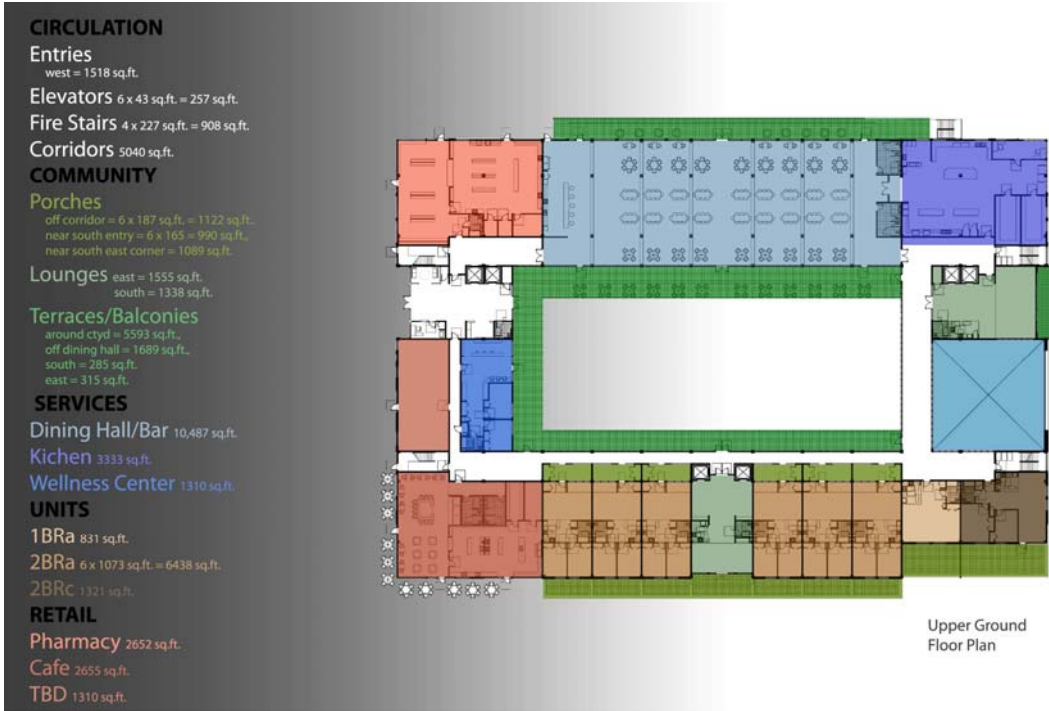 CIRCULATION
Entries
west = 1518 sq.ft.
Elevators 6 x 43 sq.ft. = 257 sq.ft.
Fire Stairs 4 x 227 sq.ft. = 908 sq.ft.
Corridors 5040 sq.ft.
COMMUNITY
Porches
off corridor = 6 x 187 sq.ft. = 1122 sq.ft.,
near south entry = 6 x 165 = 990 sq.ft.,
near south east corner = 1089 sq.ft.
Lounges east = 1555 sq.ft.
south = 1338 sq.ft.
Terraces/Balconies
around ctyd = 5593 sq.ft.,
off dining hall = 1689 sq.ft.,
south = 285 sq.ft.
east = 315 sq.ft.
SERVICES
Dining Hall/Bar 10,487 sq.ft.
Kichen 3333 sq.ft.
Wellness Center 1310 sq.ft.
UNITS
1BRa 831 sq.ft.
2BRa 6 x 1073 sq.ft. = 6438 sq.ft.
2BRc 1321 sq.ft.
RETAIL
Pharmacy 2652 sq.ft.
Cafe 2655 sq.ft.
TBD 1310 sq.ft.
Upper Ground
Floor Plan